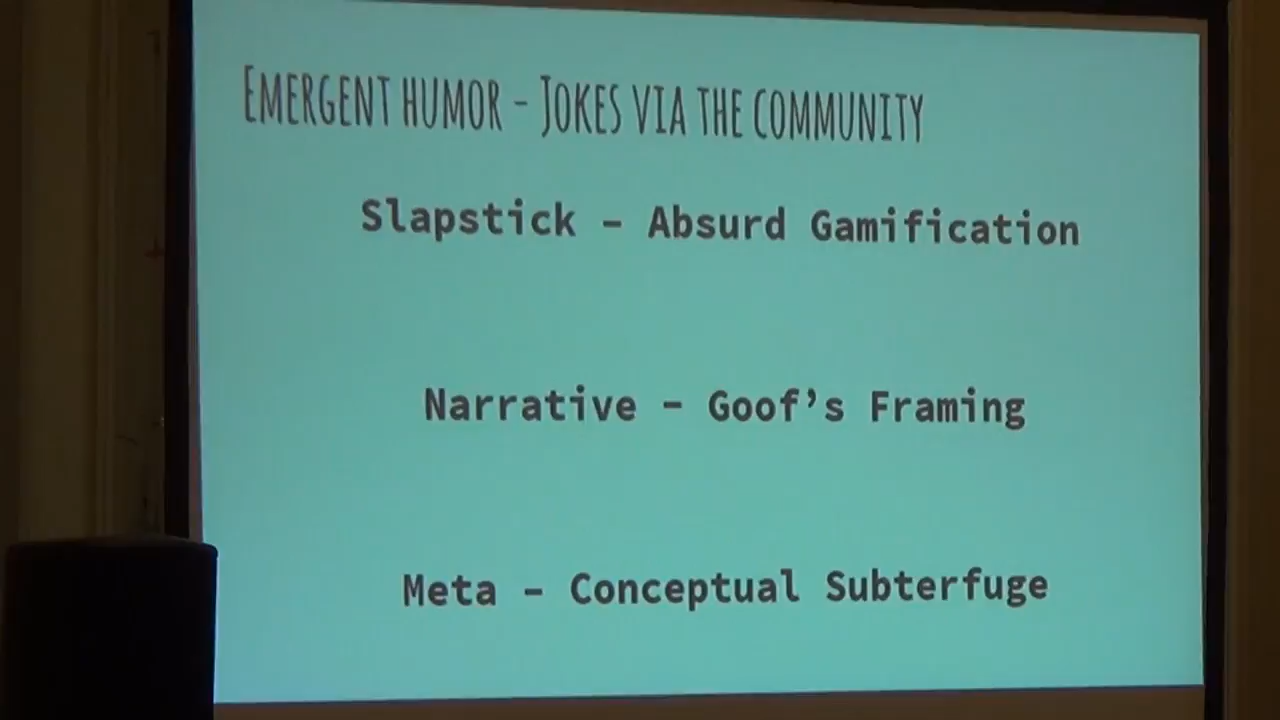 Emergent humor - Jokes via the community
Slapstick - Absurd Gamification
Narrative - Goof's Framing
Meta - Conceptual Subterfuge